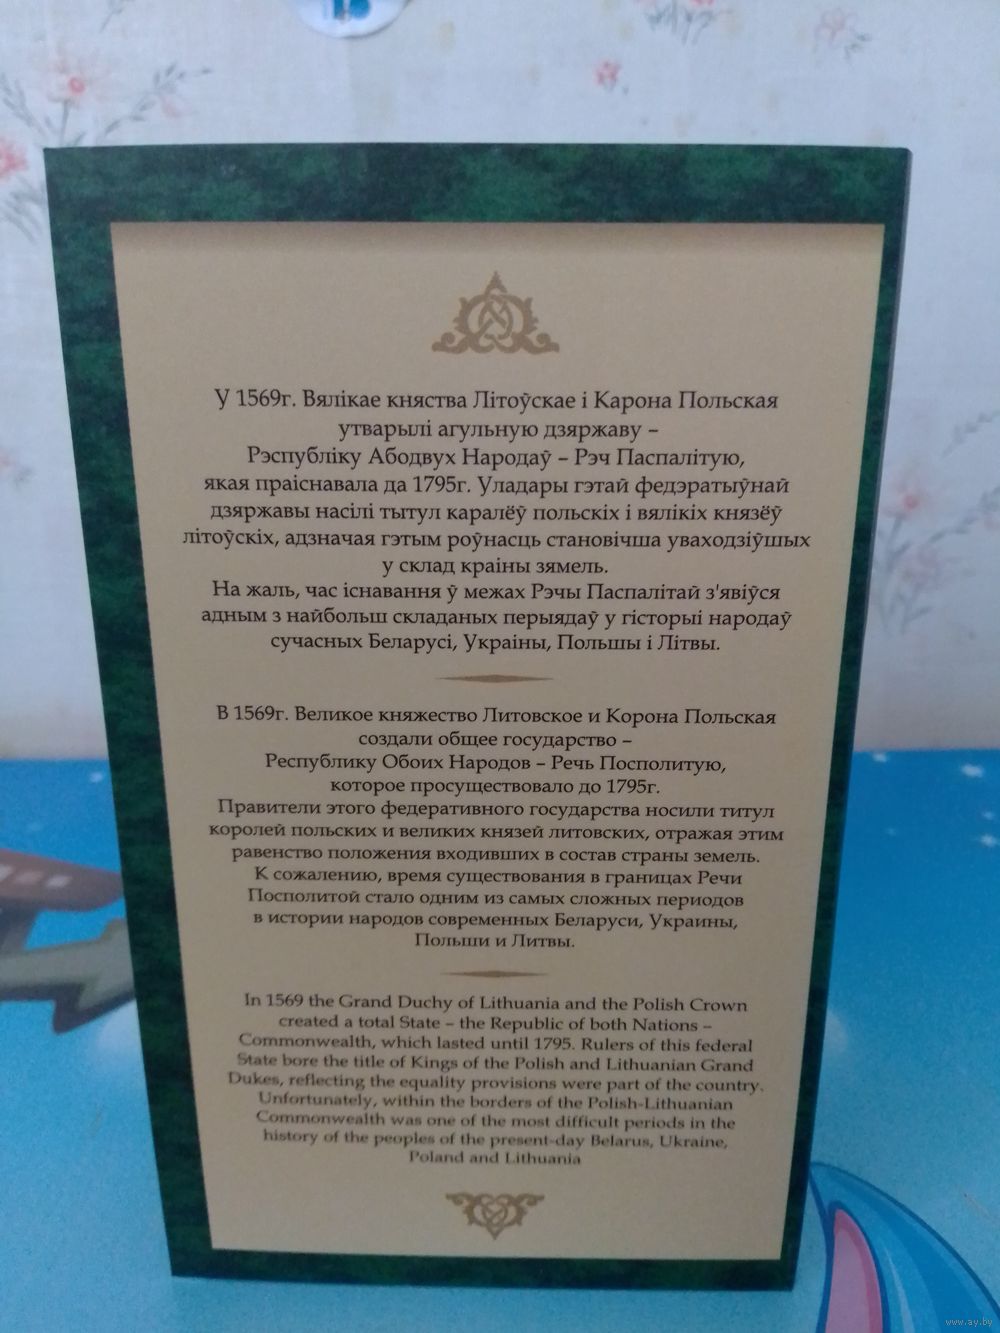 У 1569г. Вялікае княства Літоўскае і Карона Польская
утварылі агульную дзяржаву –
Рэспубліку Абодвух Народаў – Рэч Паспалітую,
якая праіснавала да 1795г. Уладары гэтай федэратыўнай
дзяржавы насілі тытул каралёў польскіх і вялікіх князёў
літоўскіх, адзначая гэтым роўнасць становічша уваходзіўшых
у склад краіны зямель.
На жаль, час існавання ў межах Рэчы Паспалітай з'явіўся
адным з найбольш складаных перыядаў у гісторыі народаў
сучасных Беларусі, Украіны, Польшы і Літвы.
В 1569г. Великое княжество Литовское и Корона Польская
создали общее государство –
Республику Обоих Народов – Речь Посполитую,
которое просуществовало до 1795г.
Правители этого федеративного государства носили титул
королей польских и великих князей литовских, отражая этим
равенство положения входивших в состав страны земель.
К сожалению, время существования в границах Речи
Посполитой стало одним из самых сложных периодов
в истории народов современных Беларуси, Украины,
Польши и Литвы.
In 1569 the Grand Duchy of Lithuania and the Polish Crown
created a total State – the Republic of both Nations –
Commonwealth, which lasted until 1795. Rulers of this federal
State bore the title of Kings of the Polish and Lithuanian Grand
Dukes, reflecting the equality provisions were part of the country.
Unfortunately, within the borders of the Polish-Lithuanian
Commonwealth was one of the most difficult periods in the
history of the peoples of the present-day Belarus, Ukraine,
Poland and Lithuania
www.ay.by